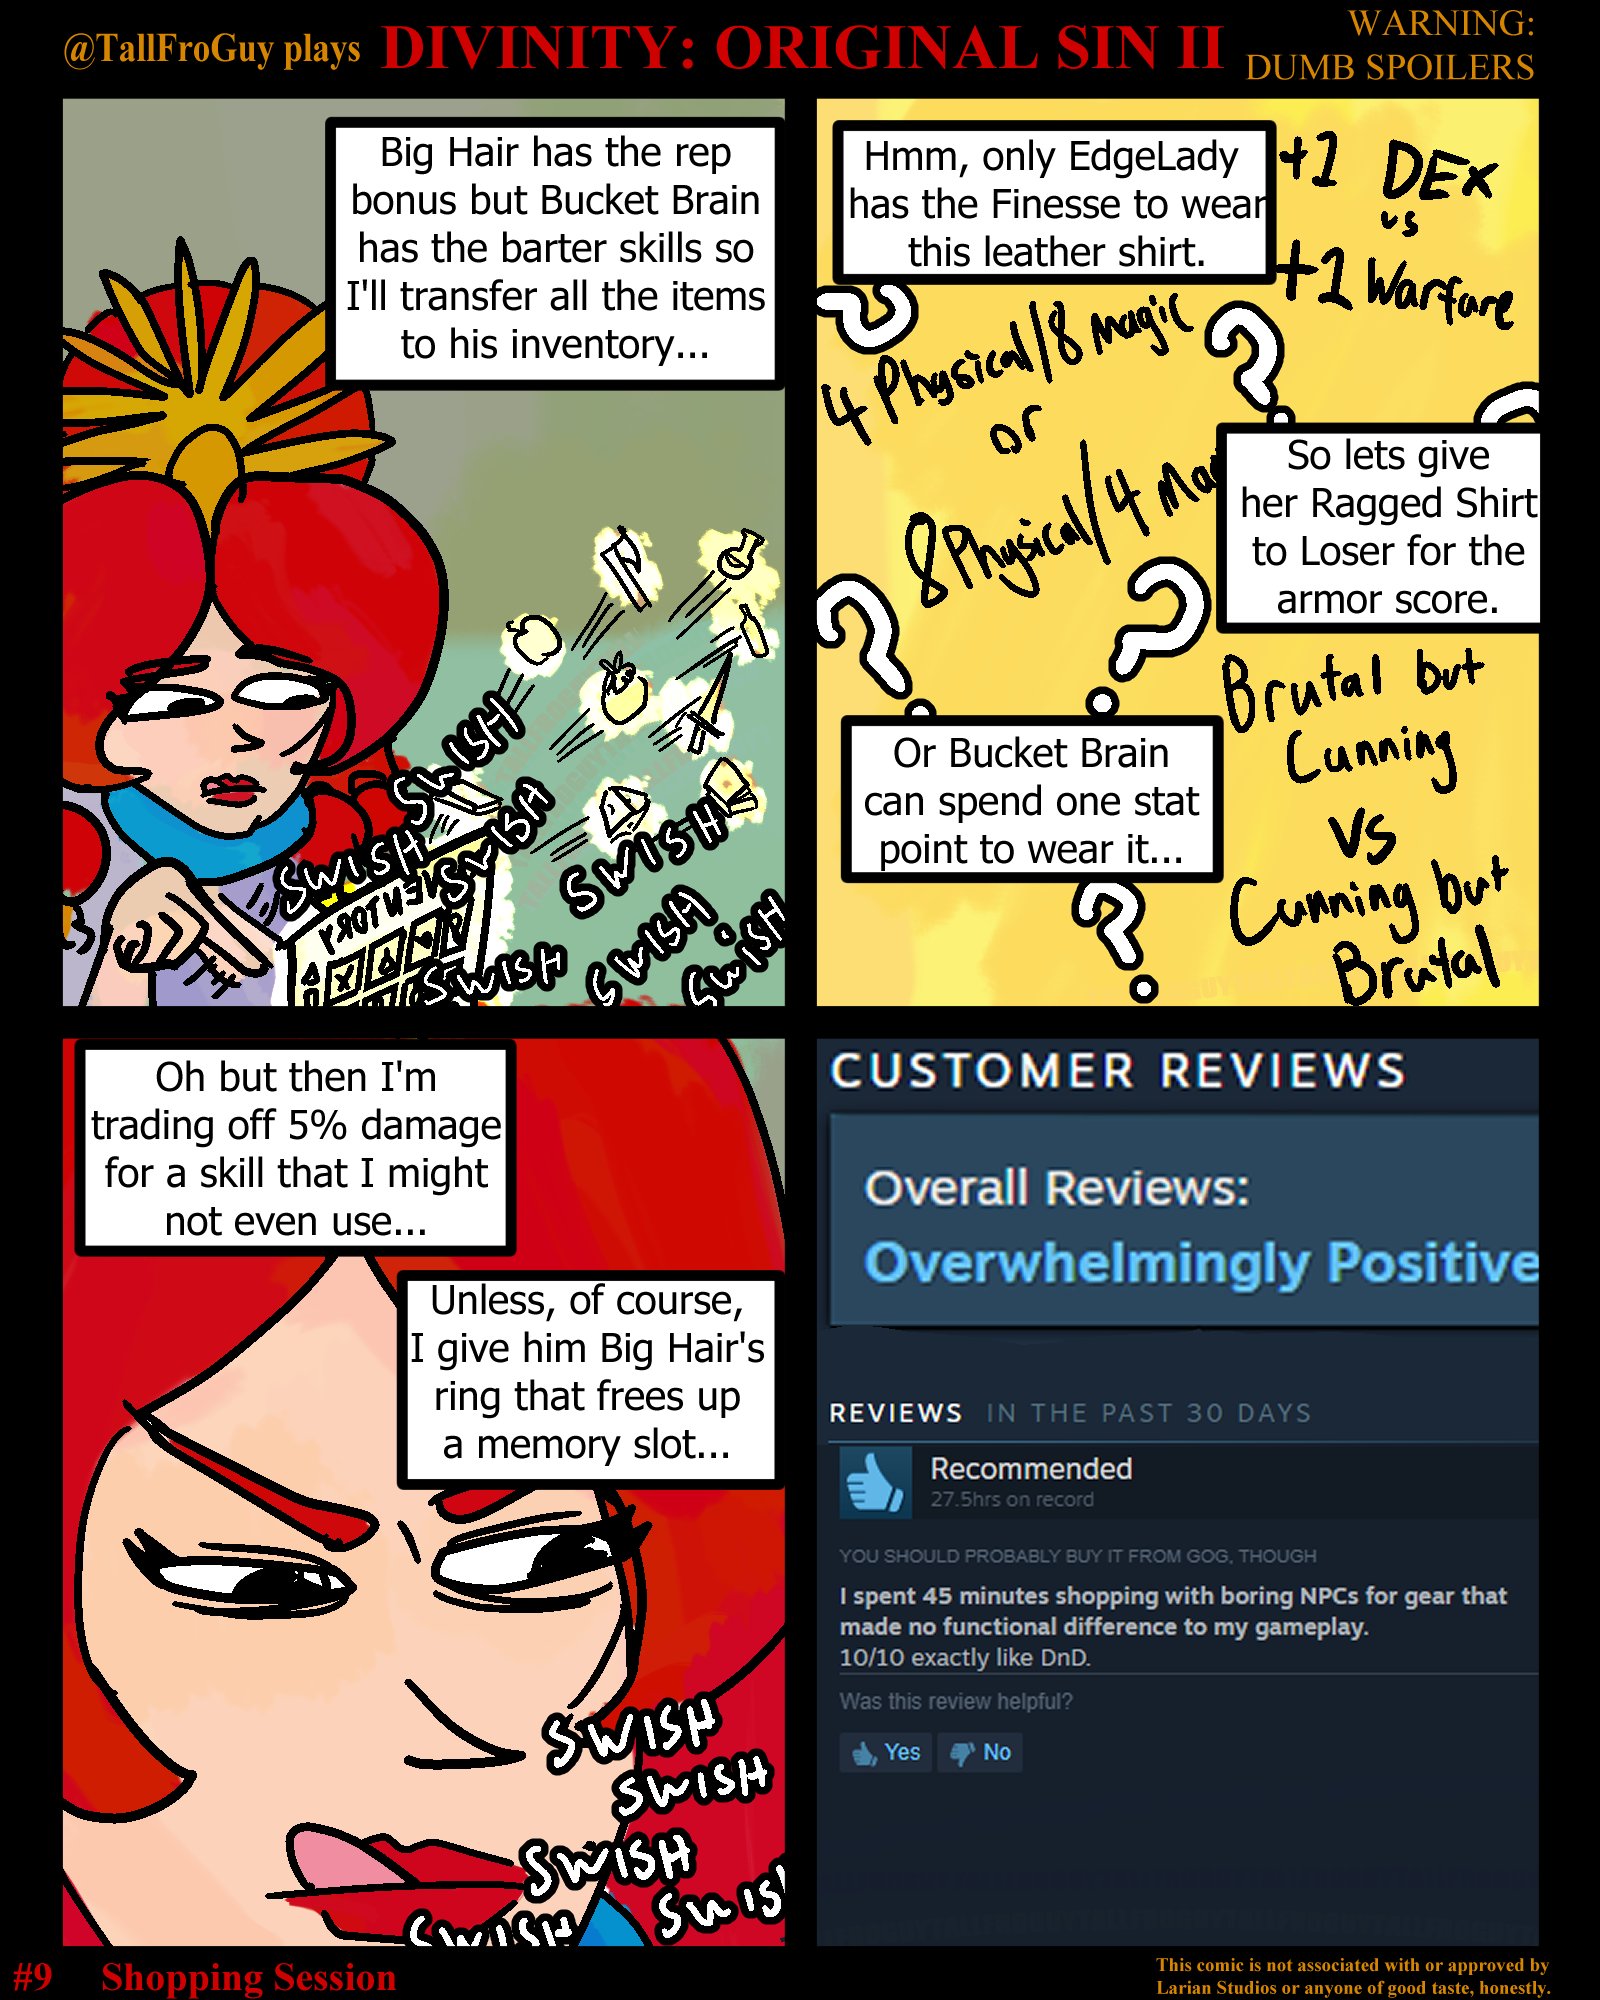 @TallFroGuy plays DIVINITY: ORIGINAL SIN II
WARNING:
DUMB SPOILERS
Big Hair has the rep
bonus but Bucket Brain
has the barter skills so
I'll transfer all the items
to his inventory...
SWISH
SWISH
SWISH
SWISH
SWISH
SWISH
SWISH
INVENTORY
Hmm, only EdgeLady
has the Finesse to wear
this leather shirt.
+1 DEX
vs
+1 Warfare
4 Physical/8 Magic
or
8 Physical/4
So lets give
her Ragged Shirt
to Loser for the
armor score.
Or Bucket Brain
can spend one stat
point to wear it...
Brutal but
Cunning
vs
Cunning but
Brutal
Oh but then I'm
trading off 5% damage
for a skill that I might
not even use...
Unless, of course,
I give him Big Hair's
ring that frees up
a memory slot...
SWISH
SWISH
SWISH
SWISH
SWISH
CUSTOMER REVIEWS
Overall Reviews:
Overwhelmingly Positive
REVIEWS IN THE PAST 30 DAYS
Recommended
27.5hrs on record
YOU SHOULD PROBABLY BUY IT FROM GOG, THOUGH
I spent 45 minutes shopping with boring NPCs for gear that
made no functional difference to my gameplay.
10/10 exactly like DnD.
Was this review helpful?
Yes No
#9 Shopping Session
This comic is not associated with or approved by
Larian Studios or anyone of good taste, honestly.